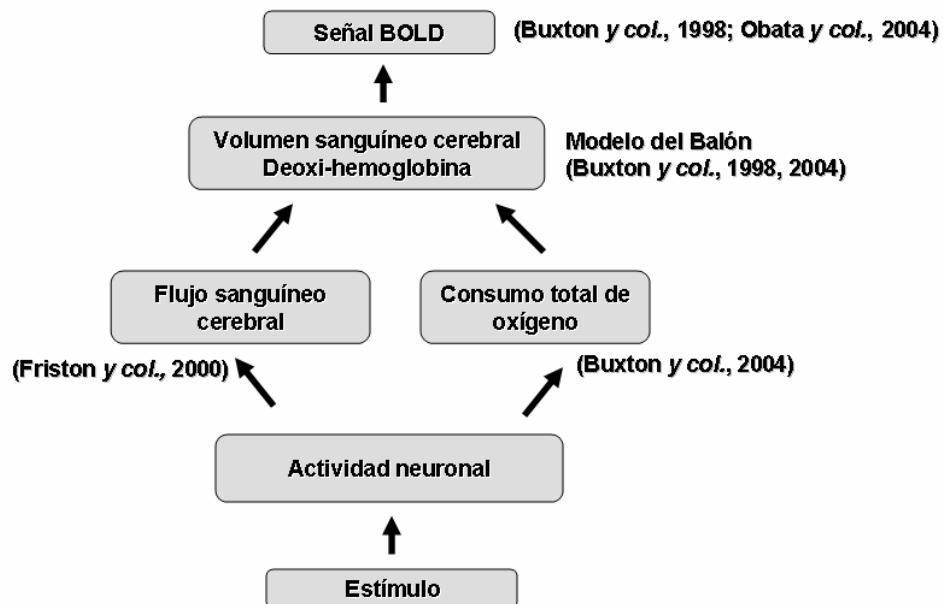 Señal BOLD
(Buxton y col., 1998; Obata y col., 2004)
Volumen sanguíneo cerebral
Deoxi-hemoglobina
Modelo del Balón
(Buxton y col., 1998, 2004)
Flujo sanguíneo
cerebral
Consumo total de
oxígeno
(Friston y col., 2000)
(Buxton y col., 2004)
Actividad neuronal
Estímulo